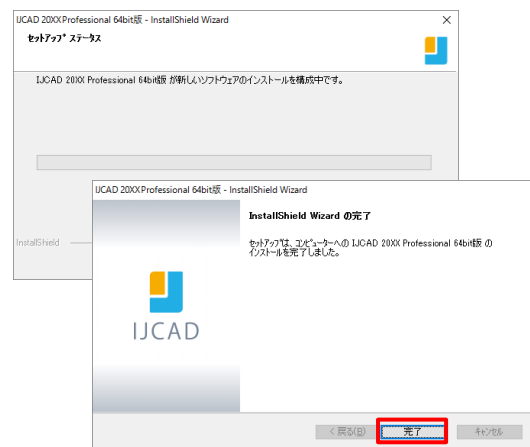 IJCAD 20XX Professional 64bit版 - InstallShield Wizard
セットアップ ステータス
IJCAD 20XX Professional 64bit版 が新しいソフトウェアのインストールを構成中です。
InstallShield
IJCAD 20XX Professional 64bit版 - InstallShield Wizard
InstallShield Wizard の完了
セットアップは、コンピューターへの IJCAD 20XX Professional 64bit版 の
インストールを完了しました。
IJCAD
< 戻る(B)
完了
キャンセル